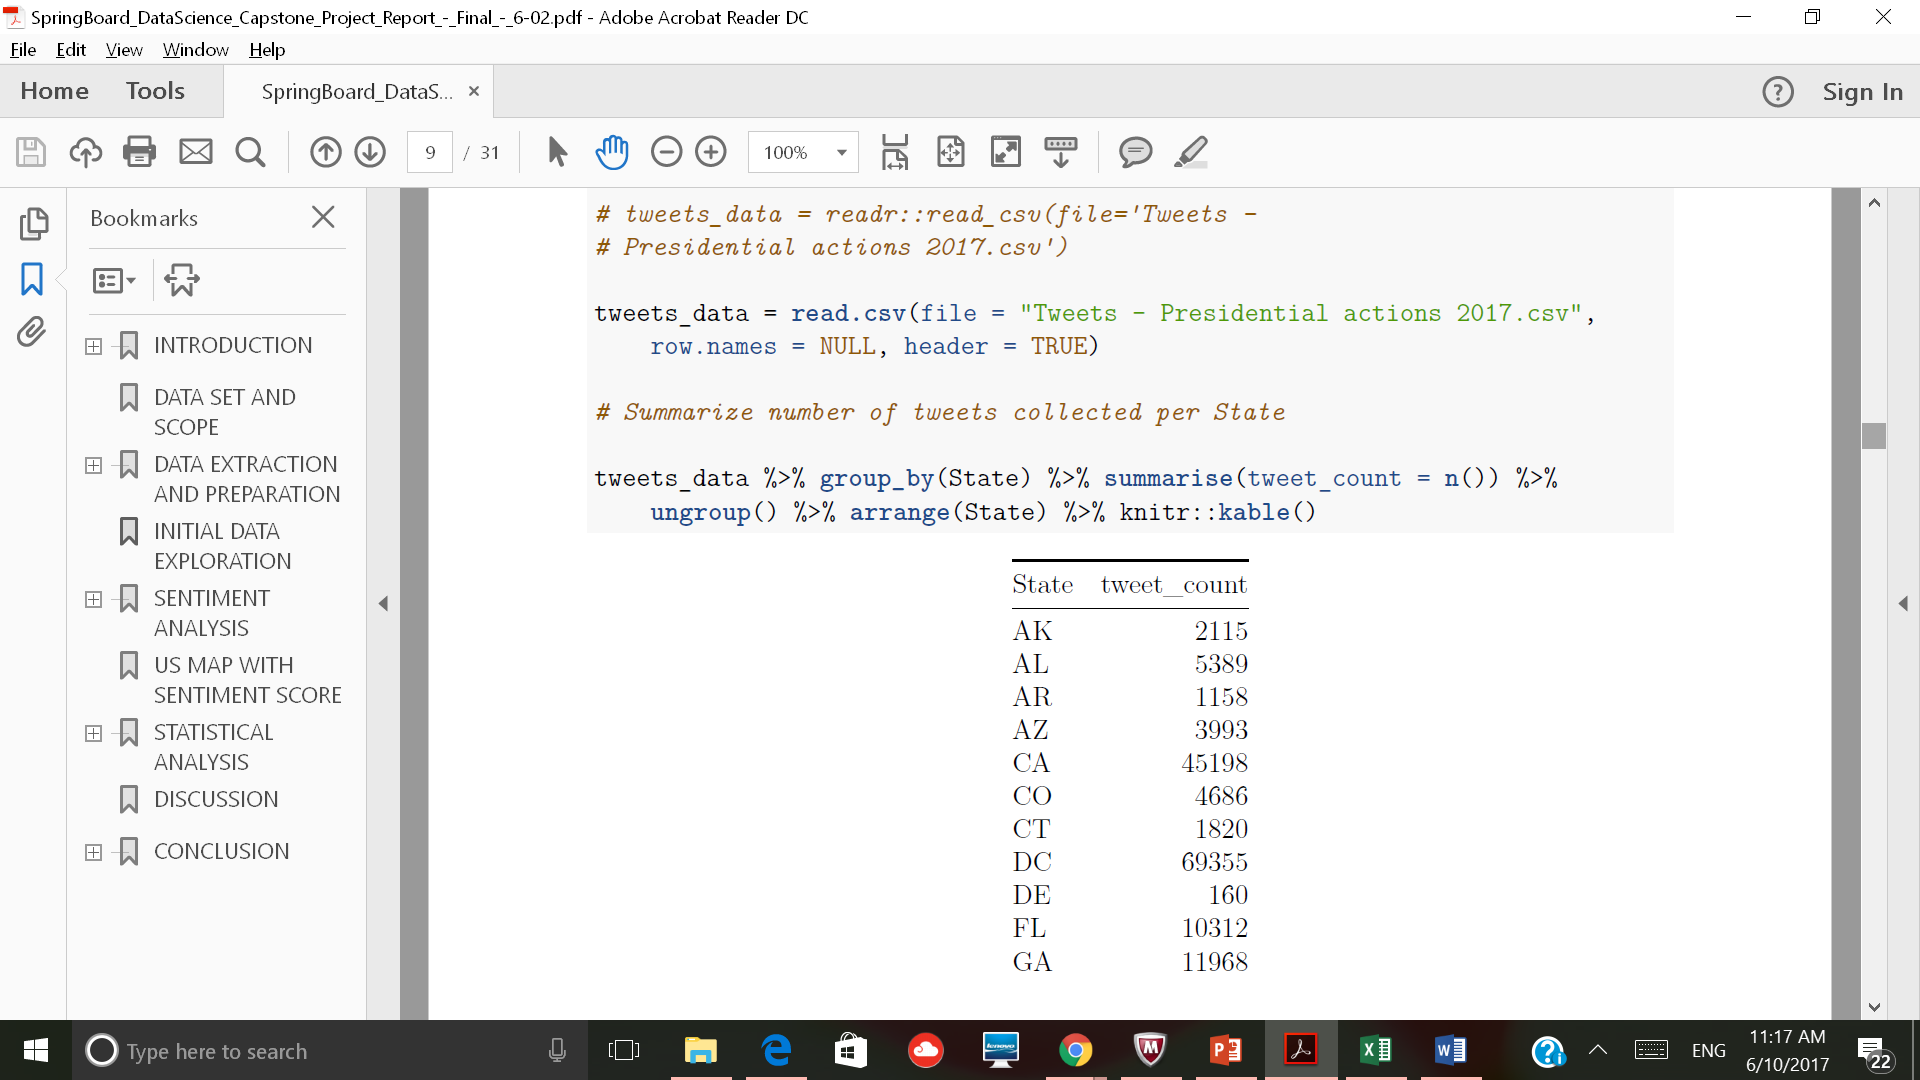 SpringBoard_DataScience_Capstone_Project_Report_-_Final_-_6-02.pdf - Adobe Acrobat Reader DC
File Edit View Window Help
Home Tools SpringBoard_DataS... × ? Sign In
9 / 31 100%
Bookmarks
INTRODUCTION
DATA SET AND
SCOPE
DATA EXTRACTION
AND PREPARATION
INITIAL DATA
EXPLORATION
SENTIMENT
ANALYSIS
US MAP WITH
SENTIMENT SCORE
STATISTICAL
ANALYSIS
DISCUSSION
CONCLUSION
# tweets_data = readr::read_csv(file='Tweets -
# Presidential actions 2017.csv')
tweets_data = read.csv(file = "Tweets - Presidential actions 2017.csv",
row.names = NULL, header = TRUE)
# Summarize number of tweets collected per State
tweets_data %>% group_by(State) %>% summarise(tweet_count = n()) %>%
ungroup() %>% arrange(State) %>% knitr::kable()
State tweet_count
AK 2115
AL 5389
AR 1158
AZ 3993
CA 45198
CO 4686
CT 1820
DC 69355
DE 160
FL 10312
GA 11968
Type here to search
lenovo
ENG
11:17 AM
6/10/2017
22